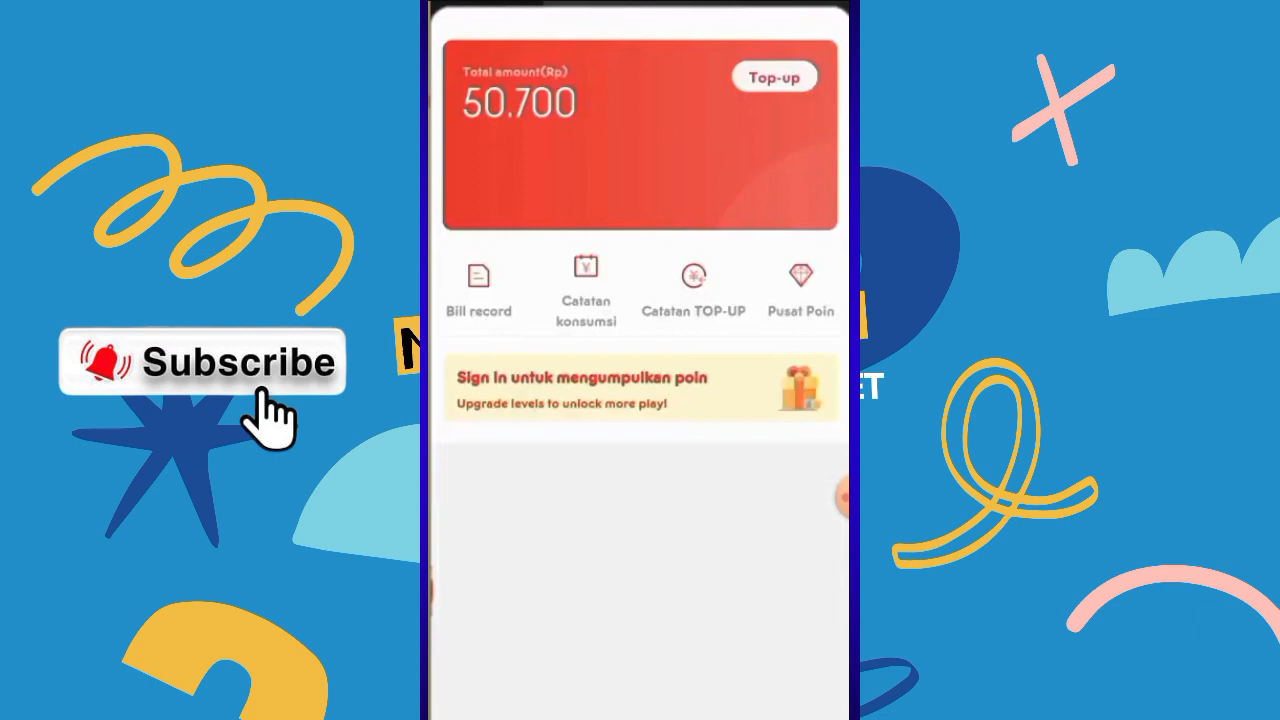 Total amount(Rp)
Top-up
50.700
Bill record
Catatan
konsumsi
Catatan TOP-UP
Pusat Poin
Sign in untuk mengumpulkan poin
Upgrade levels to unlock more play!
Subscribe
N
ET